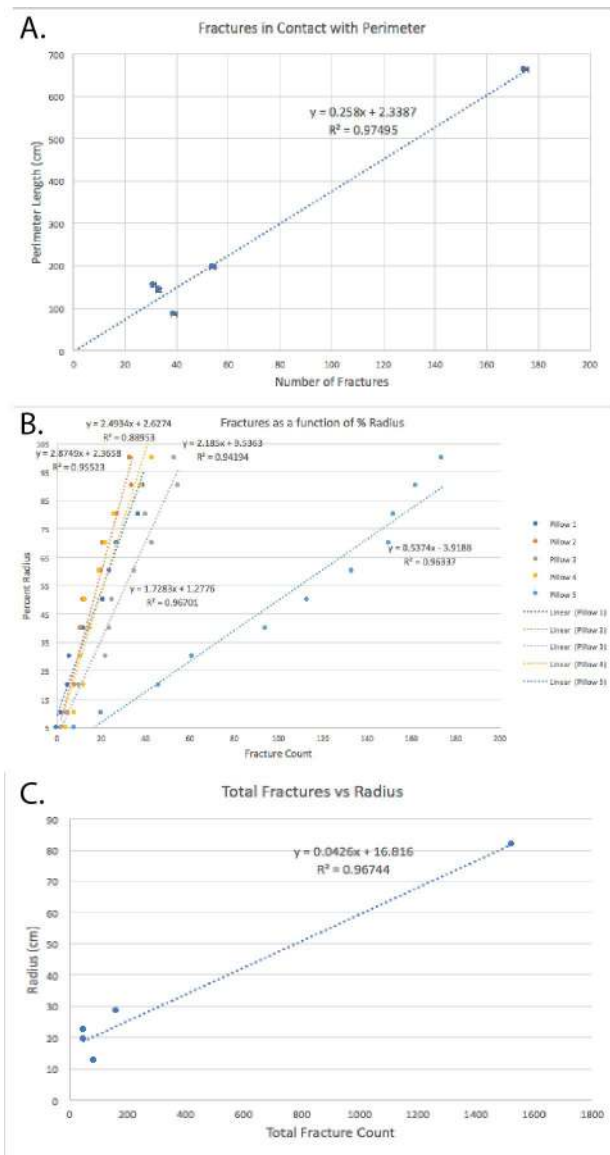 A.
Fractures in Contact with Perimeter
700
600
500
400
300
200
100
0
y = 0.258x + 2.3387
R² = 0.97495
Perimeter Length (cm)
0 20 40 60 80 100 120 140 160 180 200
Number of Fractures
B.
Fractures as a function of % Radius
y = 2.4934x + 2.6274
R² = 0.88953
y = 2.8749x + 2.3658
R² = 0.95523
y = 2.185x + 9.5363
R² = 0.94194
y = 1.7283x + 1.2776
R² = 0.96701
y = 0.5374x - 3.9186
R² = 0.96337
105
95
85
75
65
55
45
35
25
15
5
Percent Radius
0 20 40 60 80 100 120 140 160 180 200
Fracture Count
Pillow 1
Pillow 2
Pillow 3
Pillow 4
Pillow 5
Linear (Pillow 1)
Linear (Pillow 2)
Linear (Pillow 3)
Linear (Pillow 4)
Linear (Pillow 5)
C.
Total Fractures vs Radius
90
80
70
60
50
40
30
20
10
0
y = 0.0426x + 16.816
R² = 0.96744
Radius (cm)
0 200 400 600 800 1000 1200 1400 1600 1800
Total Fracture Count